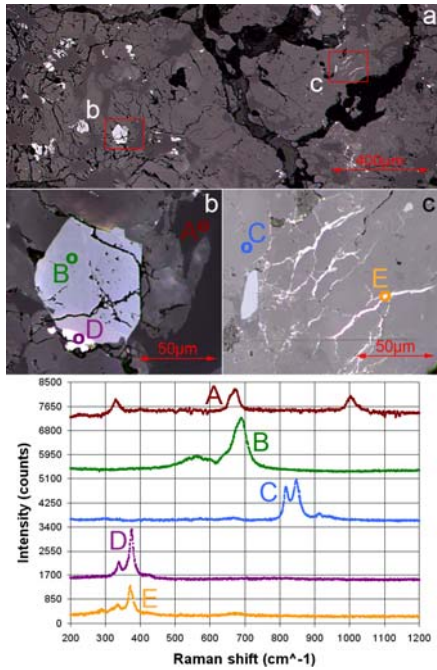 a
b
c
400µm
b
A
B
D
50µm
c
C
E
50µm
8500
7650
6800
5950
5100
4250
3400
2550
1700
850
0
Intensity (counts)
A
B
C
D
E
200 300 400 500 600 700 800 900 1000 1100 1200
Raman shift (cm^-1)